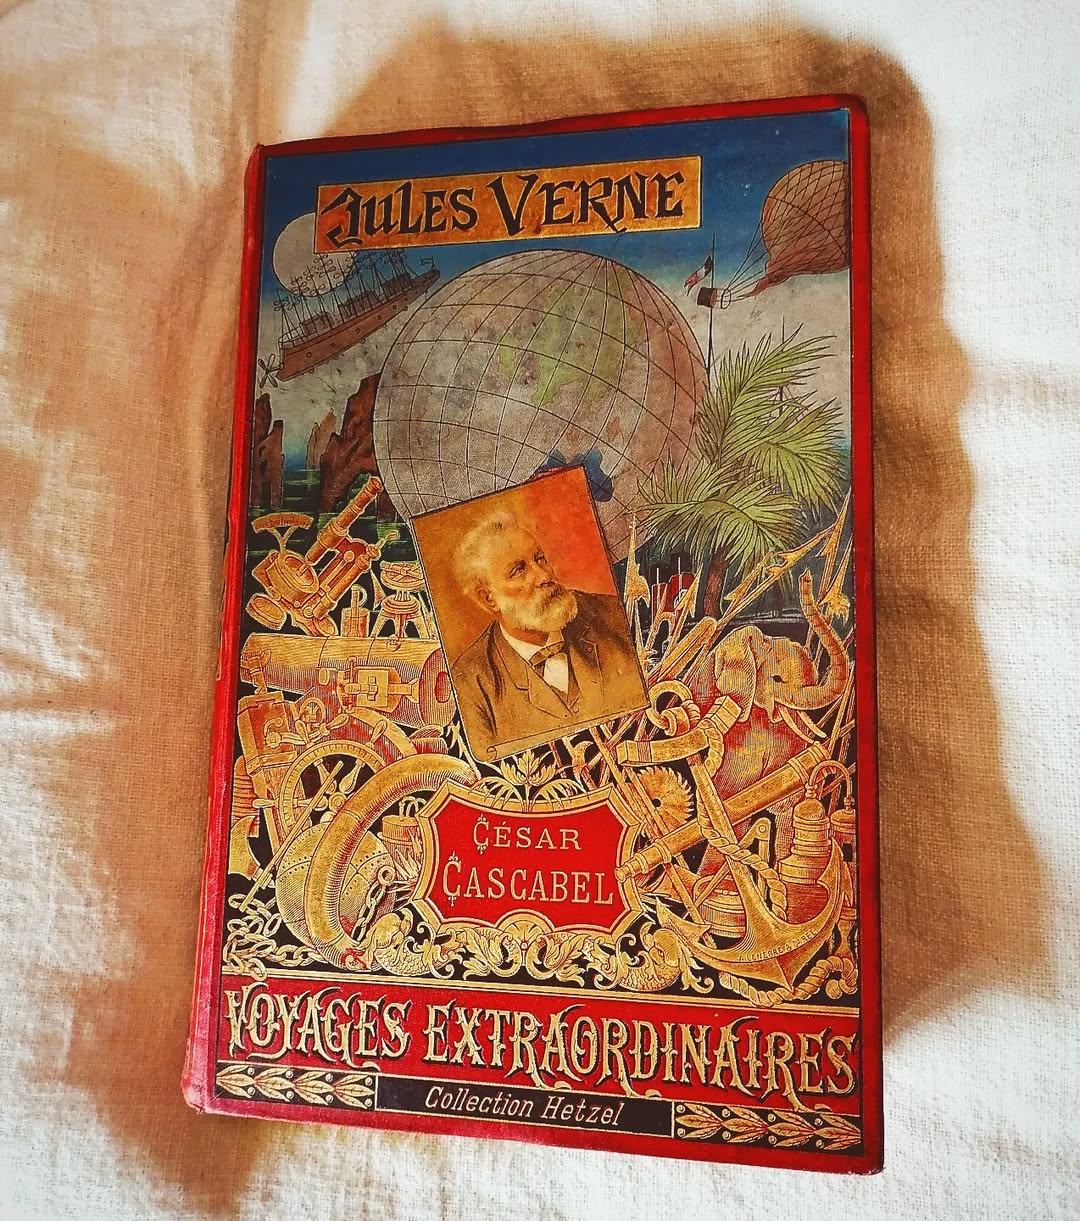 JULES VERNE
CÉSAR
CASCABEL
VOYAGES EXTRAORDINAIRES
Collection Hetzel